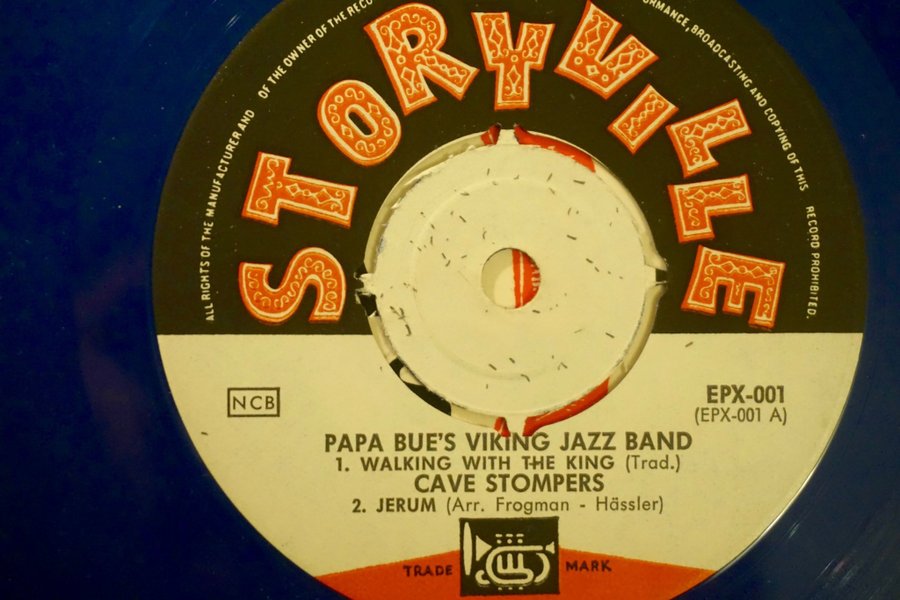 ALL RIGHTS OF THE MANUFACTURER AND OF THE OWNER OF THE
STORYVILLE
BROADCASTING AND COPYING OF THIS RECORD PROHIBITED.
NCB
EPX-001
(EPX-001 A)
PAPA BUE'S VIKING JAZZ BAND
1. WALKING WITH THE KING (Trad.)
CAVE STOMPERS
2. JERUM (Arr. Frogman - Hässler)
TRADE MARK